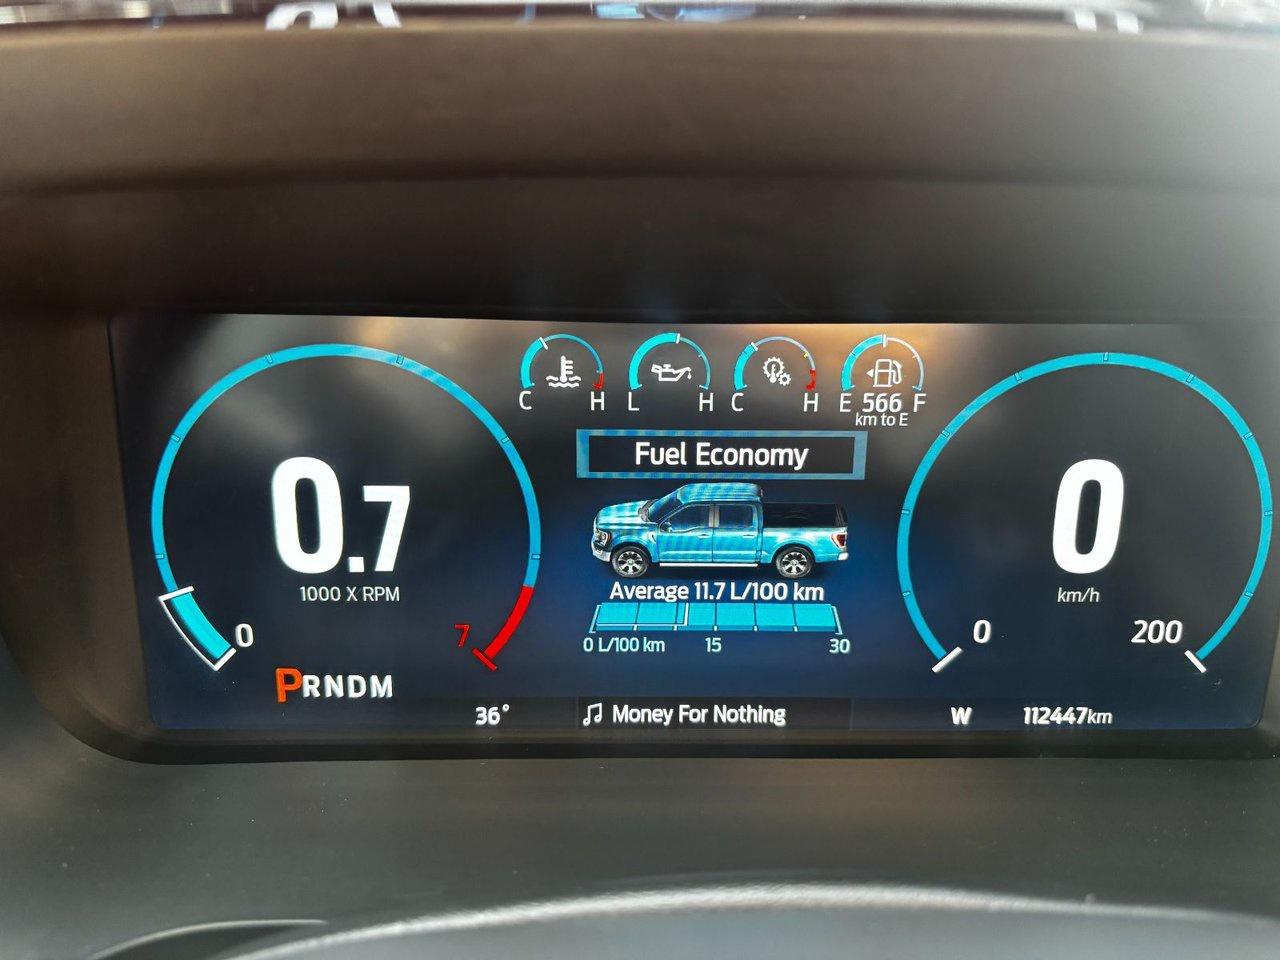 C H
L H
C H
E 566 F
km to E
Fuel Economy
0.7
1000 X RPM
0
7
PRNDM
Average 11.7 L/100 km
0 L/100 km 15 30
0
km/h
0
200
36°
Money For Nothing
W
112447km